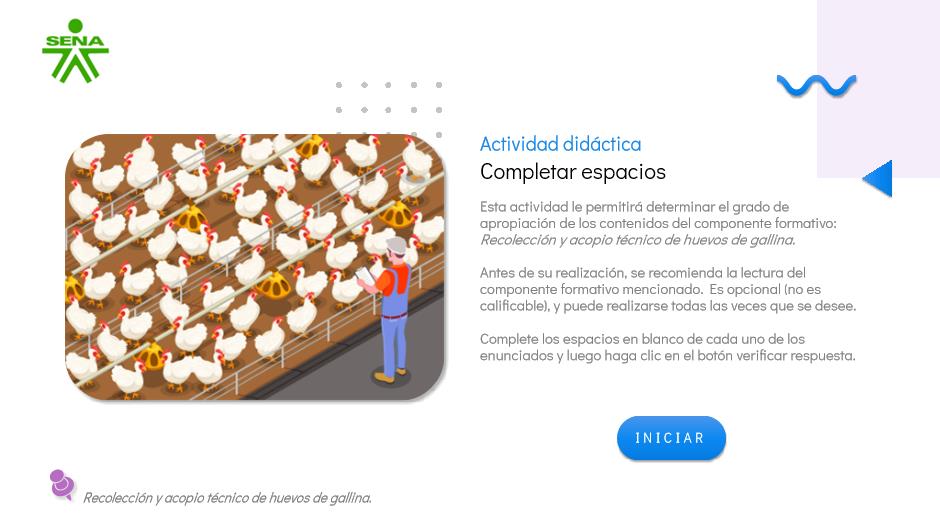 SENA
Actividad didáctica
Completar espacios
Esta actividad le permitirá determinar el grado de
apropiación de los contenidos del componente formativo:
Recolección y acopio técnico de huevos de gallina.
Antes de su realización, se recomienda la lectura del
componente formativo mencionado. Es opcional (no es
calificable), y puede realizarse todas las veces que se desee.
Complete los espacios en blanco de cada uno de los
enunciados y luego haga clic en el botón verificar respuesta.
INICIAR
Recolección y acopio técnico de huevos de gallina.